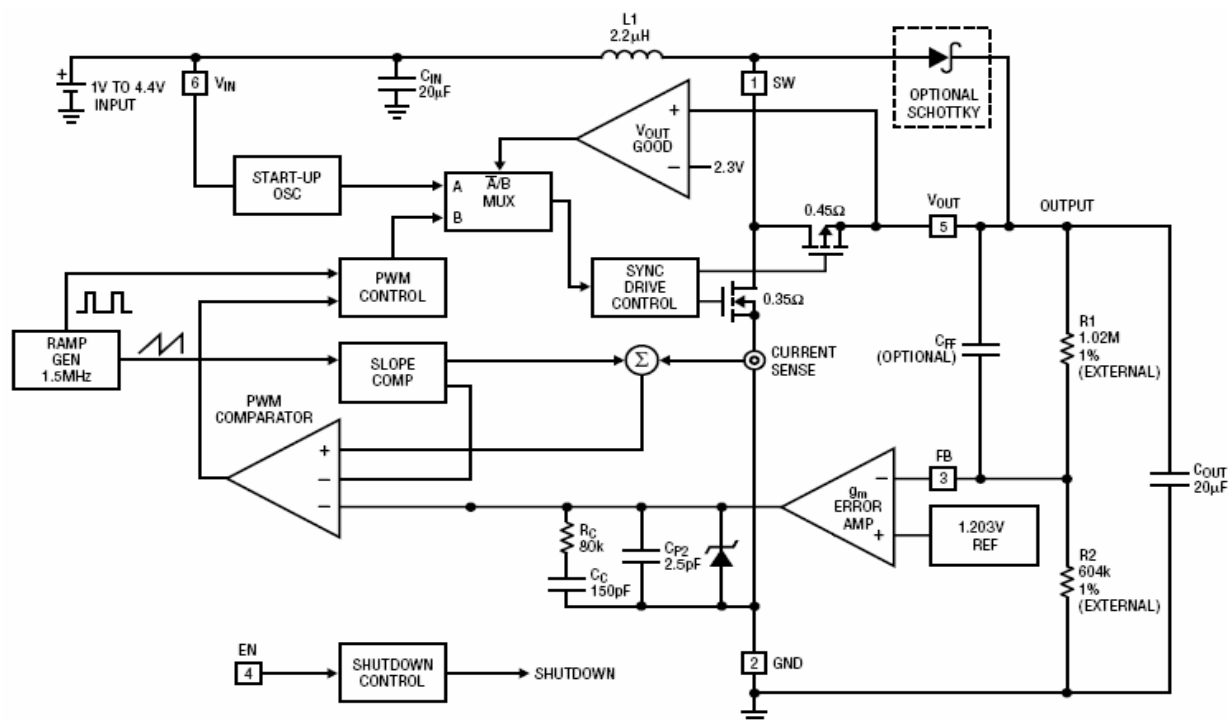 L1
2.2µH
1V TO 4.4V
INPUT
+
6
VIN
CIN
20µF
1
SW
OPTIONAL
SCHOTTKY
VOUT
GOOD
+
–
2.3V
START-UP
OSC
A
B
A̅/B
MUX
0.45Ω
VOUT
5
OUTPUT
PWM
CONTROL
SYNC
DRIVE
CONTROL
0.35Ω
RAMP
GEN
1.5MHz
SLOPE
COMP
Σ
CURRENT
SENSE
CFF
(OPTIONAL)
R1
1.02M
1%
(EXTERNAL)
PWM
COMPARATOR
+
–
–
FB
3
–
gm
ERROR
AMP
+
1.203V
REF
COUT
20µF
RC
80k
CC
150pF
CP2
2.5pF
R2
604k
1%
(EXTERNAL)
EN
4
SHUTDOWN
CONTROL
SHUTDOWN
2
GND